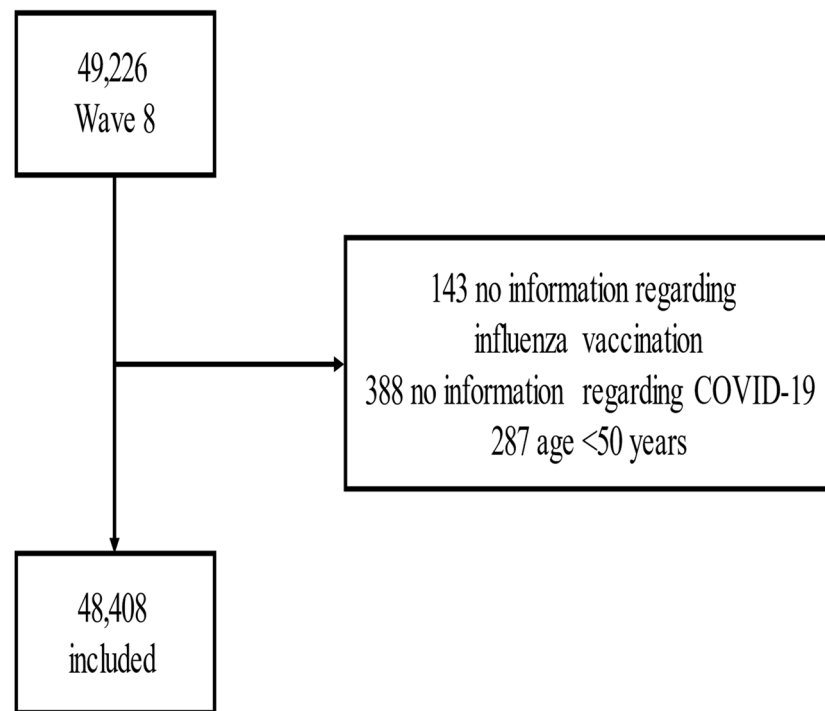 49,226
Wave 8
143 no information regarding
influenza vaccination
388 no information regarding COVID-19
287 age <50 years
48,408
included